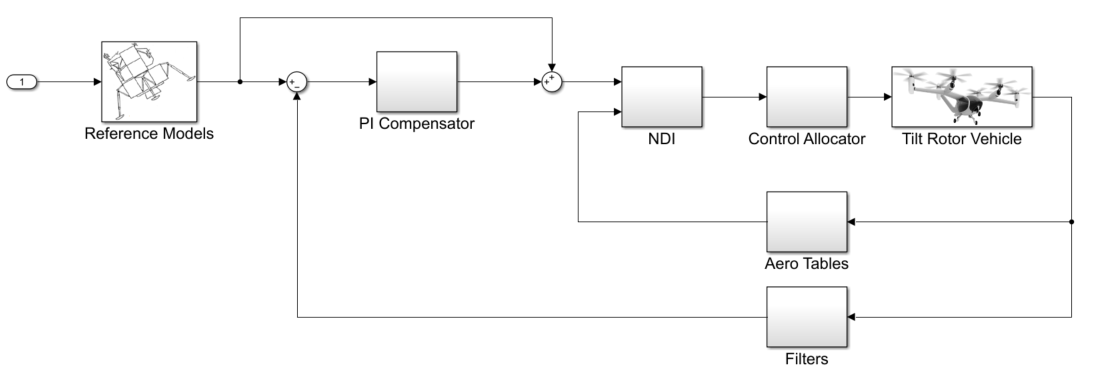 1
Reference Models
PI Compensator
NDI
Control Allocator
Tilt Rotor Vehicle
Aero Tables
Filters